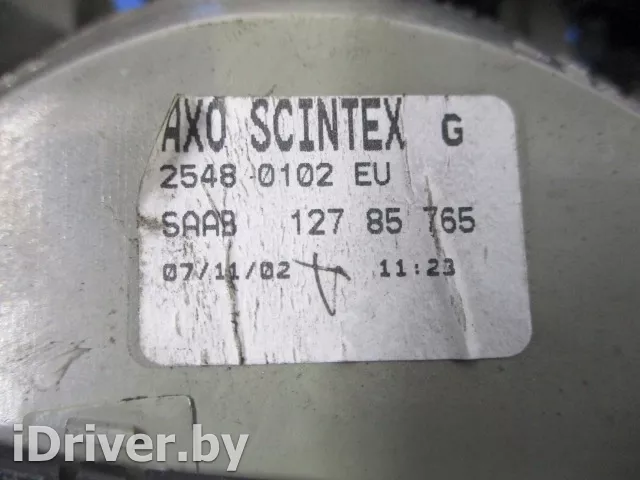 AXO SCINTEX G
2548 0102 EU
SAAB 127 85 765
07/11/02 11:23
iDriver.by